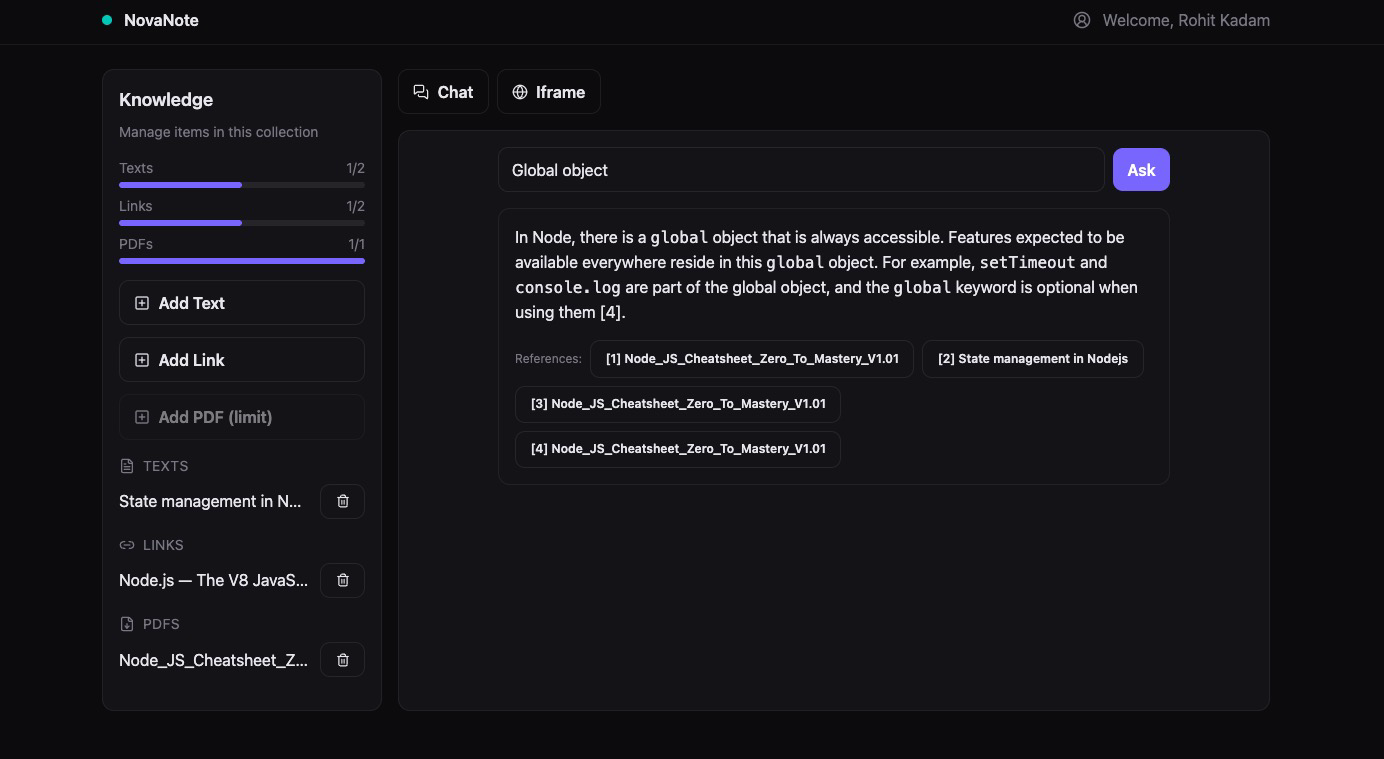 NovaNote
Welcome, Rohit Kadam
Knowledge
Manage items in this collection
Texts 1/2
Links 1/2
PDFs 1/1
Add Text
Add Link
Add PDF (limit)
TEXTS
State management in N...
LINKS
Node.js — The V8 JavaS...
PDFS
Node_JS_Cheatsheet_Z...
Chat
Iframe
Global object
Ask
In Node, there is a global object that is always accessible. Features expected to be
available everywhere reside in this global object. For example, setTimeout and
console.log are part of the global object, and the global keyword is optional when
using them [4].
References: [1] Node_JS_Cheatsheet_Zero_To_Mastery_V1.01 [2] State management in Nodejs
[3] Node_JS_Cheatsheet_Zero_To_Mastery_V1.01
[4] Node_JS_Cheatsheet_Zero_To_Mastery_V1.01